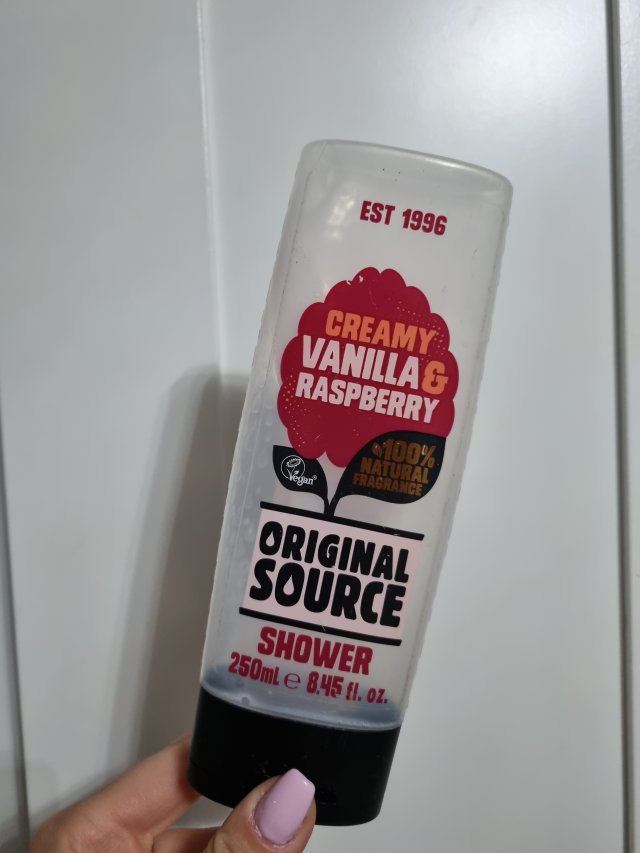 EST 1996
CREAMY
VANILLA &
RASPBERRY
100%
NATURAL
FRAGRANCE
Vegan
ORIGINAL
SOURCE
SHOWER
250mL ℮ 8.45 fl. oz.